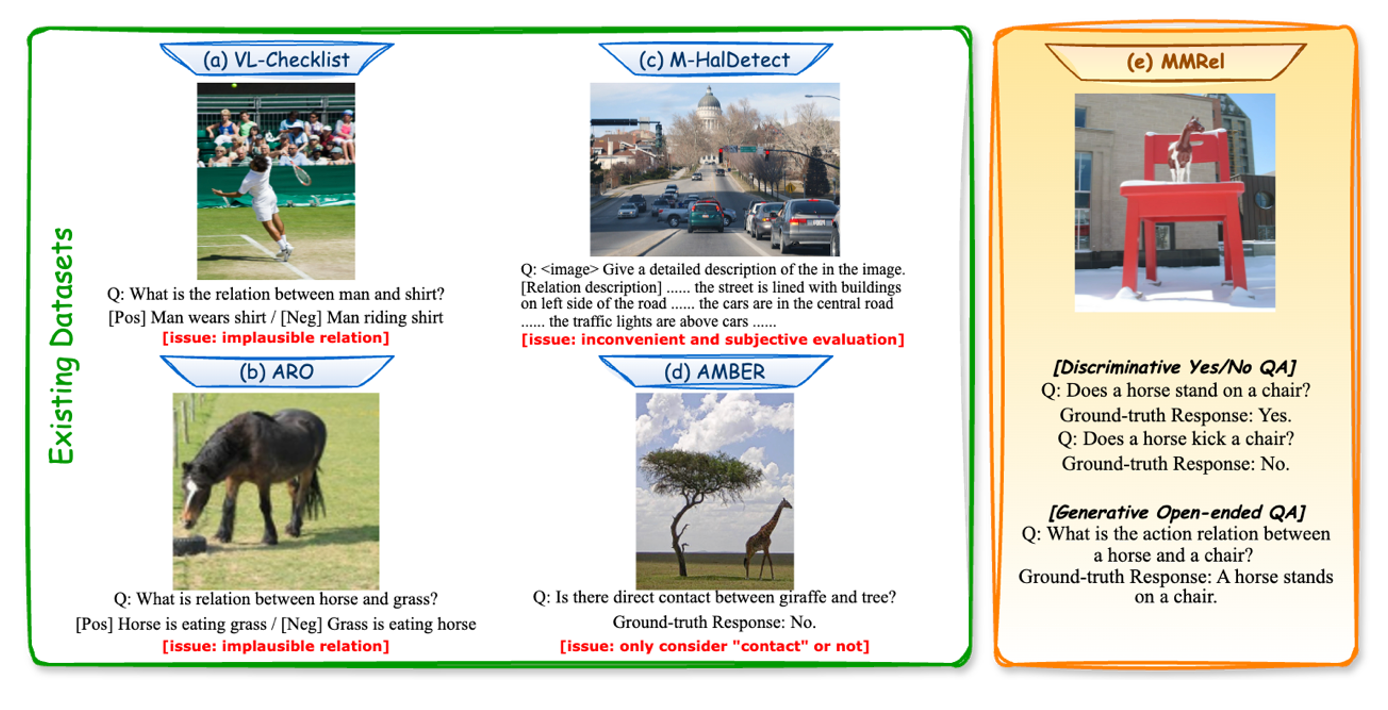 Existing Datasets
(a) VL-Checklist
Q: What is the relation between man and shirt?
[Pos] Man wears shirt / [Neg] Man riding shirt
[issue: implausible relation]
(b) ARO
Q: What is relation between horse and grass?
[Pos] Horse is eating grass / [Neg] Grass is eating horse
[issue: implausible relation]
(c) M-HalDetect
Q: <image> Give a detailed description of the in the image.
[Relation description] ...... the street is lined with buildings
on left side of the road ...... the cars are in the central road
...... the traffic lights are above cars ......
[issue: inconvenient and subjective evaluation]
(d) AMBER
Q: Is there direct contact between giraffe and tree?
Ground-truth Response: No.
[issue: only consider "contact" or not]
(e) MMRel
[Discriminative Yes/No QA]
Q: Does a horse stand on a chair?
Ground-truth Response: Yes.
Q: Does a horse kick a chair?
Ground-truth Response: No.
[Generative Open-ended QA]
Q: What is the action relation between
a horse and a chair?
Ground-truth Response: A horse stands
on a chair.